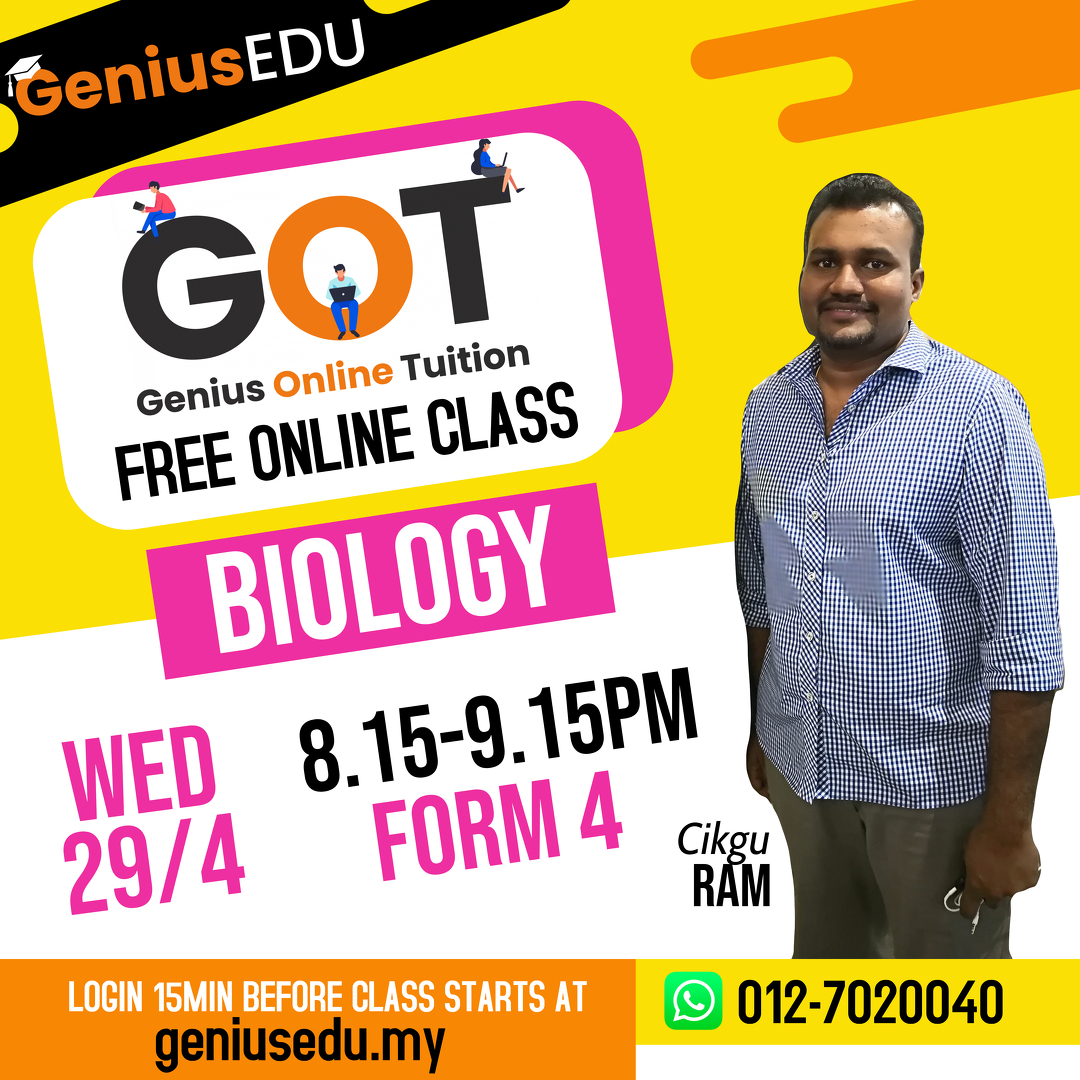 GeniusEDU
GOT
Genius Online Tuition
FREE ONLINE CLASS
BIOLOGY
WED
29/4
8.15-9.15PM
FORM 4
Cikgu
RAM
LOGIN 15MIN BEFORE CLASS STARTS AT
geniusedu.my
012-7020040